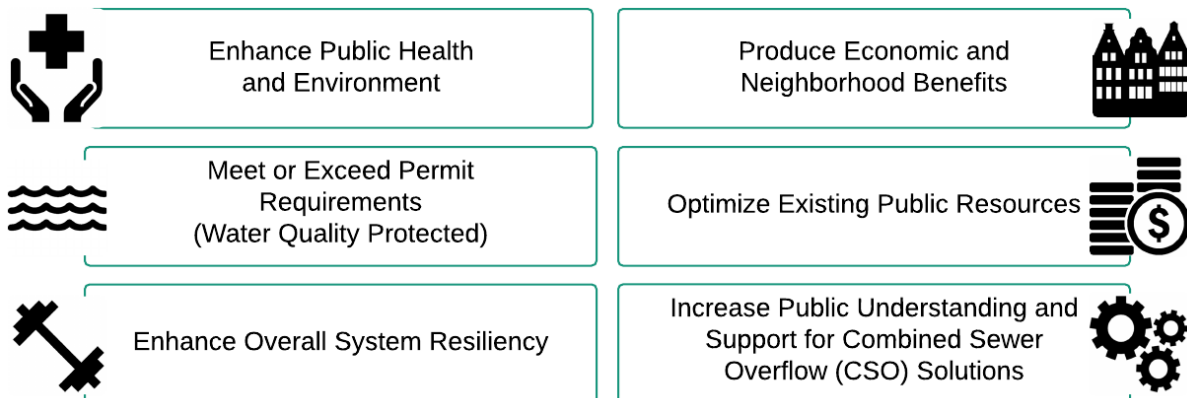 Enhance Public Health
and Environment
Produce Economic and
Neighborhood Benefits
Meet or Exceed Permit
Requirements
(Water Quality Protected)
Optimize Existing Public Resources
$
Enhance Overall System Resiliency
Increase Public Understanding and
Support for Combined Sewer
Overflow (CSO) Solutions